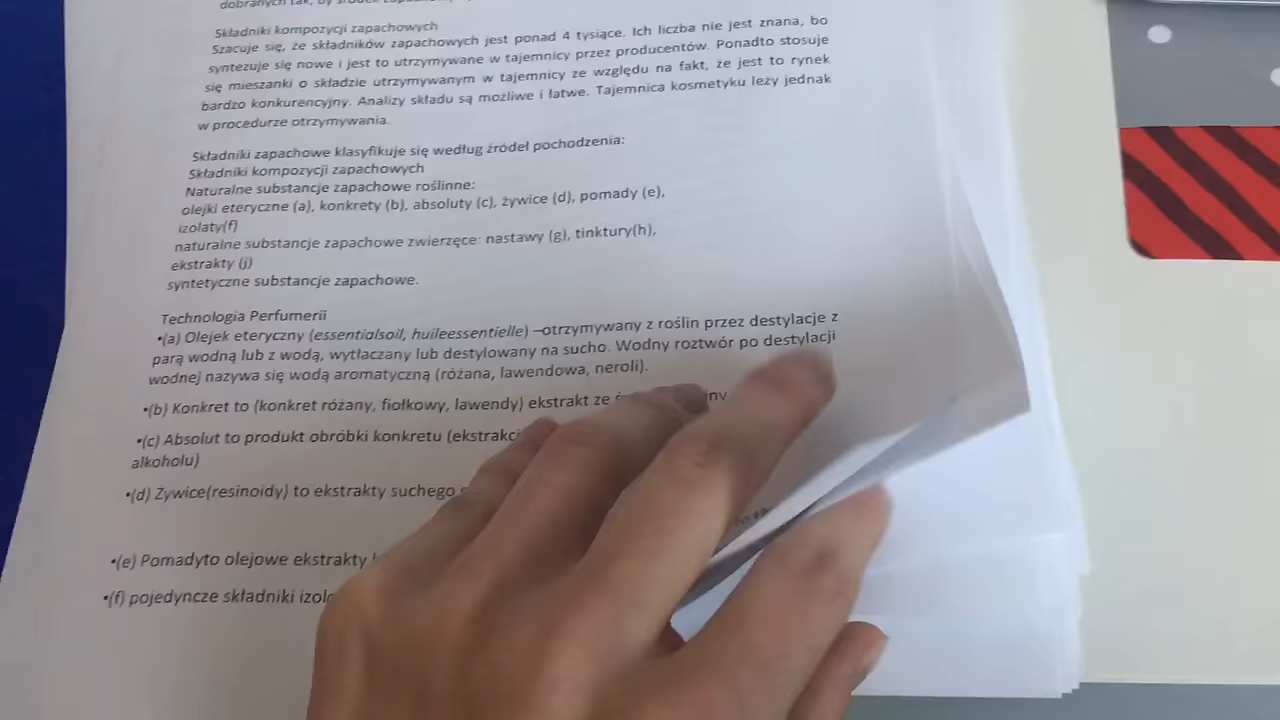 dobranych tak, by środek
Składniki kompozycji zapachowych
Szacuje się, że składników zapachowych jest ponad 4 tysiące. Ich liczba nie jest znana, bo
syntezuje się nowe i jest to utrzymywane w tajemnicy przez producentów. Ponadto stosuje
się mieszanki o składzie utrzymywanym w tajemnicy ze względu na fakt, że jest to rynek
bardzo konkurencyjny. Analizy składu są możliwe i łatwe. Tajemnica kosmetyku leży jednak
w procedurze otrzymywania.
Składniki zapachowe klasyfikuje się według źródeł pochodzenia:
Składniki kompozycji zapachowych
Naturalne substancje zapachowe roślinne:
olejki eteryczne (a), konkrety (b), absoluty (c), żywice (d), pomady (e),
izolaty(f)
naturalne substancje zapachowe zwierzęce: nastawy (g), tinktury(h),
ekstrakty (j)
syntetyczne substancje zapachowe.
Technologia Perfumerii
•(a) Olejek eteryczny (essentialsoil, huileessentielle) –otrzymywany z roślin przez destylacje z
parą wodną lub z wodą, wytłaczany lub destylowany na sucho. Wodny roztwór po destylacji
wodnej nazywa się wodą aromatyczną (różana, lawendowa, neroli).
•(b) Konkret to (konkret różany, fiołkowy, lawendy) ekstrakt ze
•(c) Absolut to produkt obróbki konkretu (ekstrakcj
alkoholu)
•(d) Żywice(resinoidy) to ekstrakty suchego
•(e) Pomadyto olejowe ekstrakty
•(f) pojedyncze składniki izolo